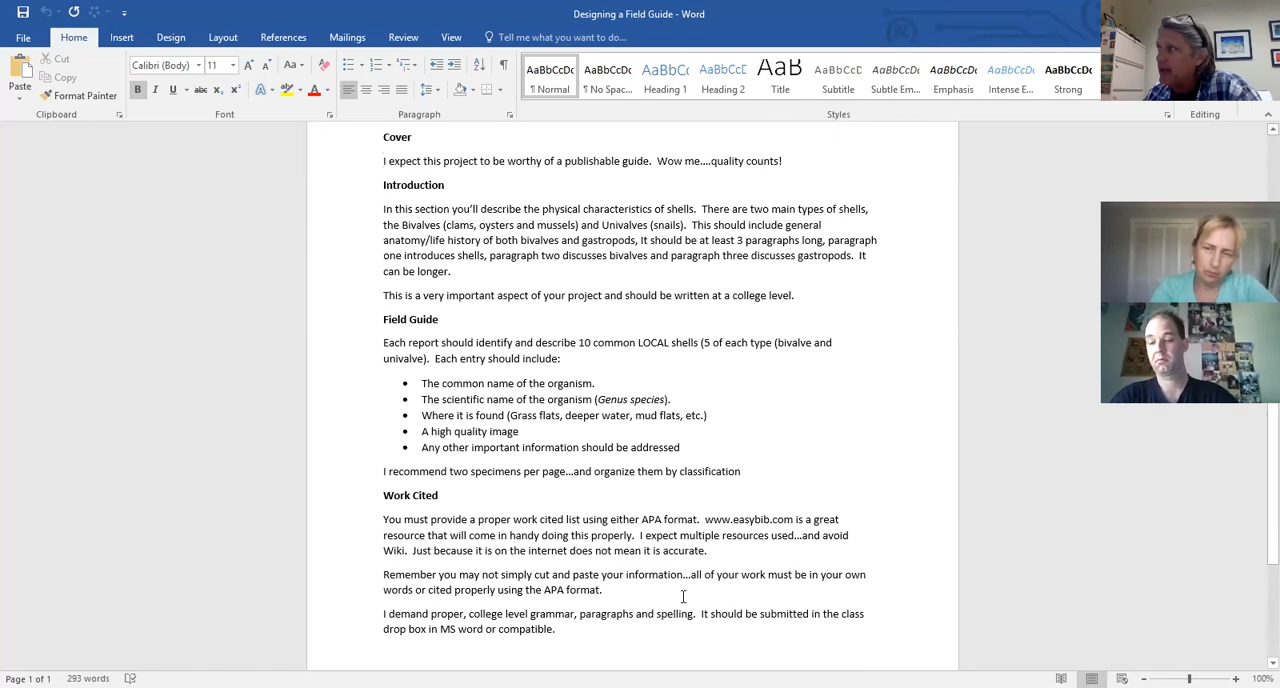 Designing a Field Guide - Word
File Home Insert Design Layout References Mailings Review View Tell me what you want to do...
Cut
Copy
Paste
Format Painter
Calibri (Body) 11
AaBbCcDc AaBbCcDc AaBbCc AaBbCcE AaB AaBbCcD AaBbCcDc AaBbCcDc AaBbCcDc AaBbCcDc
¶ Normal ¶ No Spac... Heading 1 Heading 2 Title Subtitle Subtle Em... Emphasis Intense E... Strong
Clipboard Font Paragraph Styles Editing
Cover
I expect this project to be worthy of a publishable guide. Wow me....quality counts!
Introduction
In this section you'll describe the physical characteristics of shells. There are two main types of shells,
the Bivalves (clams, oysters and mussels) and Univalves (snails). This should include general
anatomy/life history of both bivalves and gastropods, It should be at least 3 paragraphs long, paragraph
one introduces shells, paragraph two discusses bivalves and paragraph three discusses gastropods. It
can be longer.
This is a very important aspect of your project and should be written at a college level.
Field Guide
Each report should identify and describe 10 common LOCAL shells (5 of each type (bivalve and
univalve). Each entry should include:
• The common name of the organism.
• The scientific name of the organism (Genus species).
• Where it is found (Grass flats, deeper water, mud flats, etc.)
• A high quality image
• Any other important information should be addressed
I recommend two specimens per page...and organize them by classification
Work Cited
You must provide a proper work cited list using either APA format. www.easybib.com is a great
resource that will come in handy doing this properly. I expect multiple resources used...and avoid
Wiki. Just because it is on the internet does not mean it is accurate.
Remember you may not simply cut and paste your information...all of your work must be in your own
words or cited properly using the APA format.
I demand proper, college level grammar, paragraphs and spelling. It should be submitted in the class
drop box in MS word or compatible.
Page 1 of 1 293 words 100%